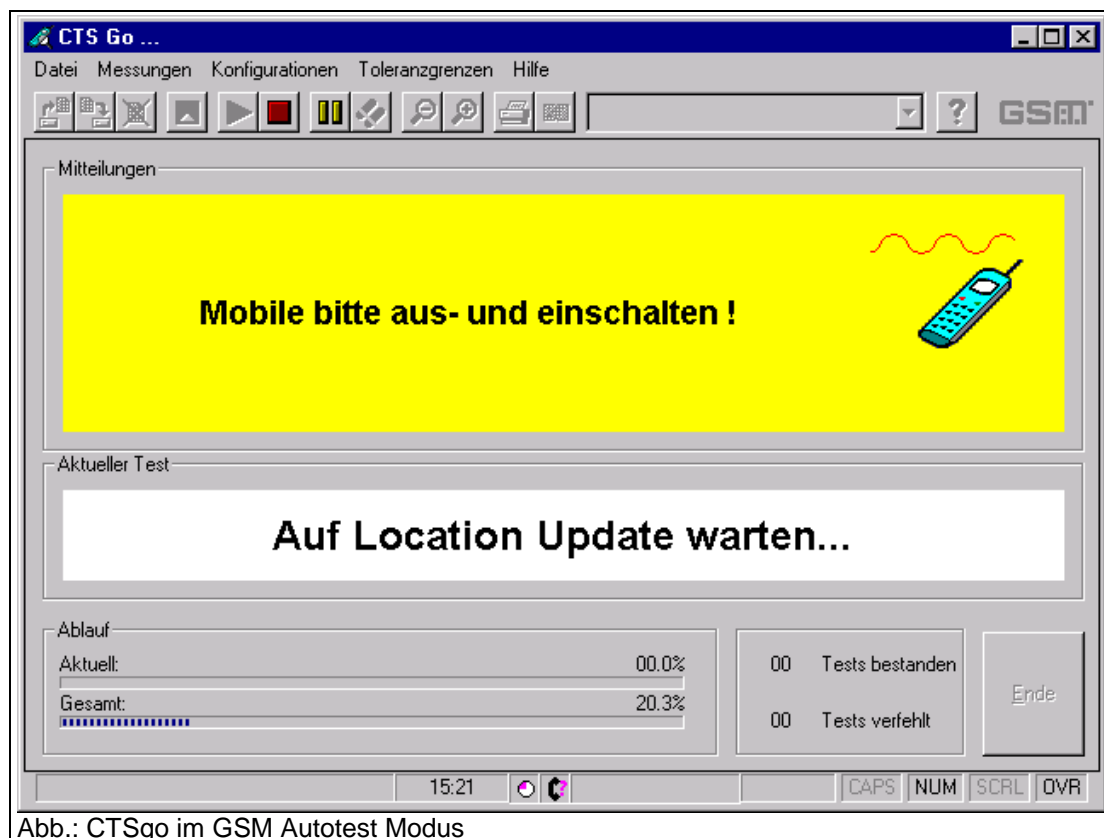 CTS Go ...
Datei Messungen Konfigurationen Toleranzgrenzen Hilfe
? GSM
Mitteilungen
Mobile bitte aus- und einschalten !
Aktueller Test
Auf Location Update warten...
Ablauf
Aktuell: 00.0%
Gesamt: 20.3%
00 Tests bestanden
00 Tests verfehlt
Ende
15:21 CAPS NUM SCRL OVR
Abb.: CTSgo im GSM Autotest Modus